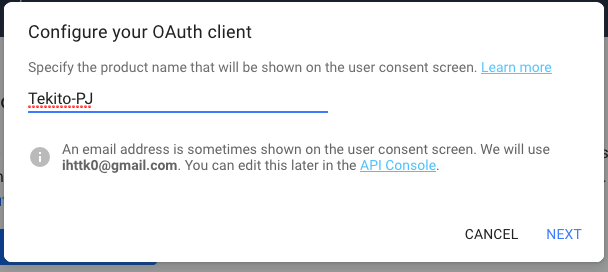 Configure your OAuth client
Specify the product name that will be shown on the user consent screen. Learn more
Tekito-PJ
An email address is sometimes shown on the user consent screen. We will use
ihttk0@gmail.com. You can edit this later in the API Console.
CANCEL NEXT